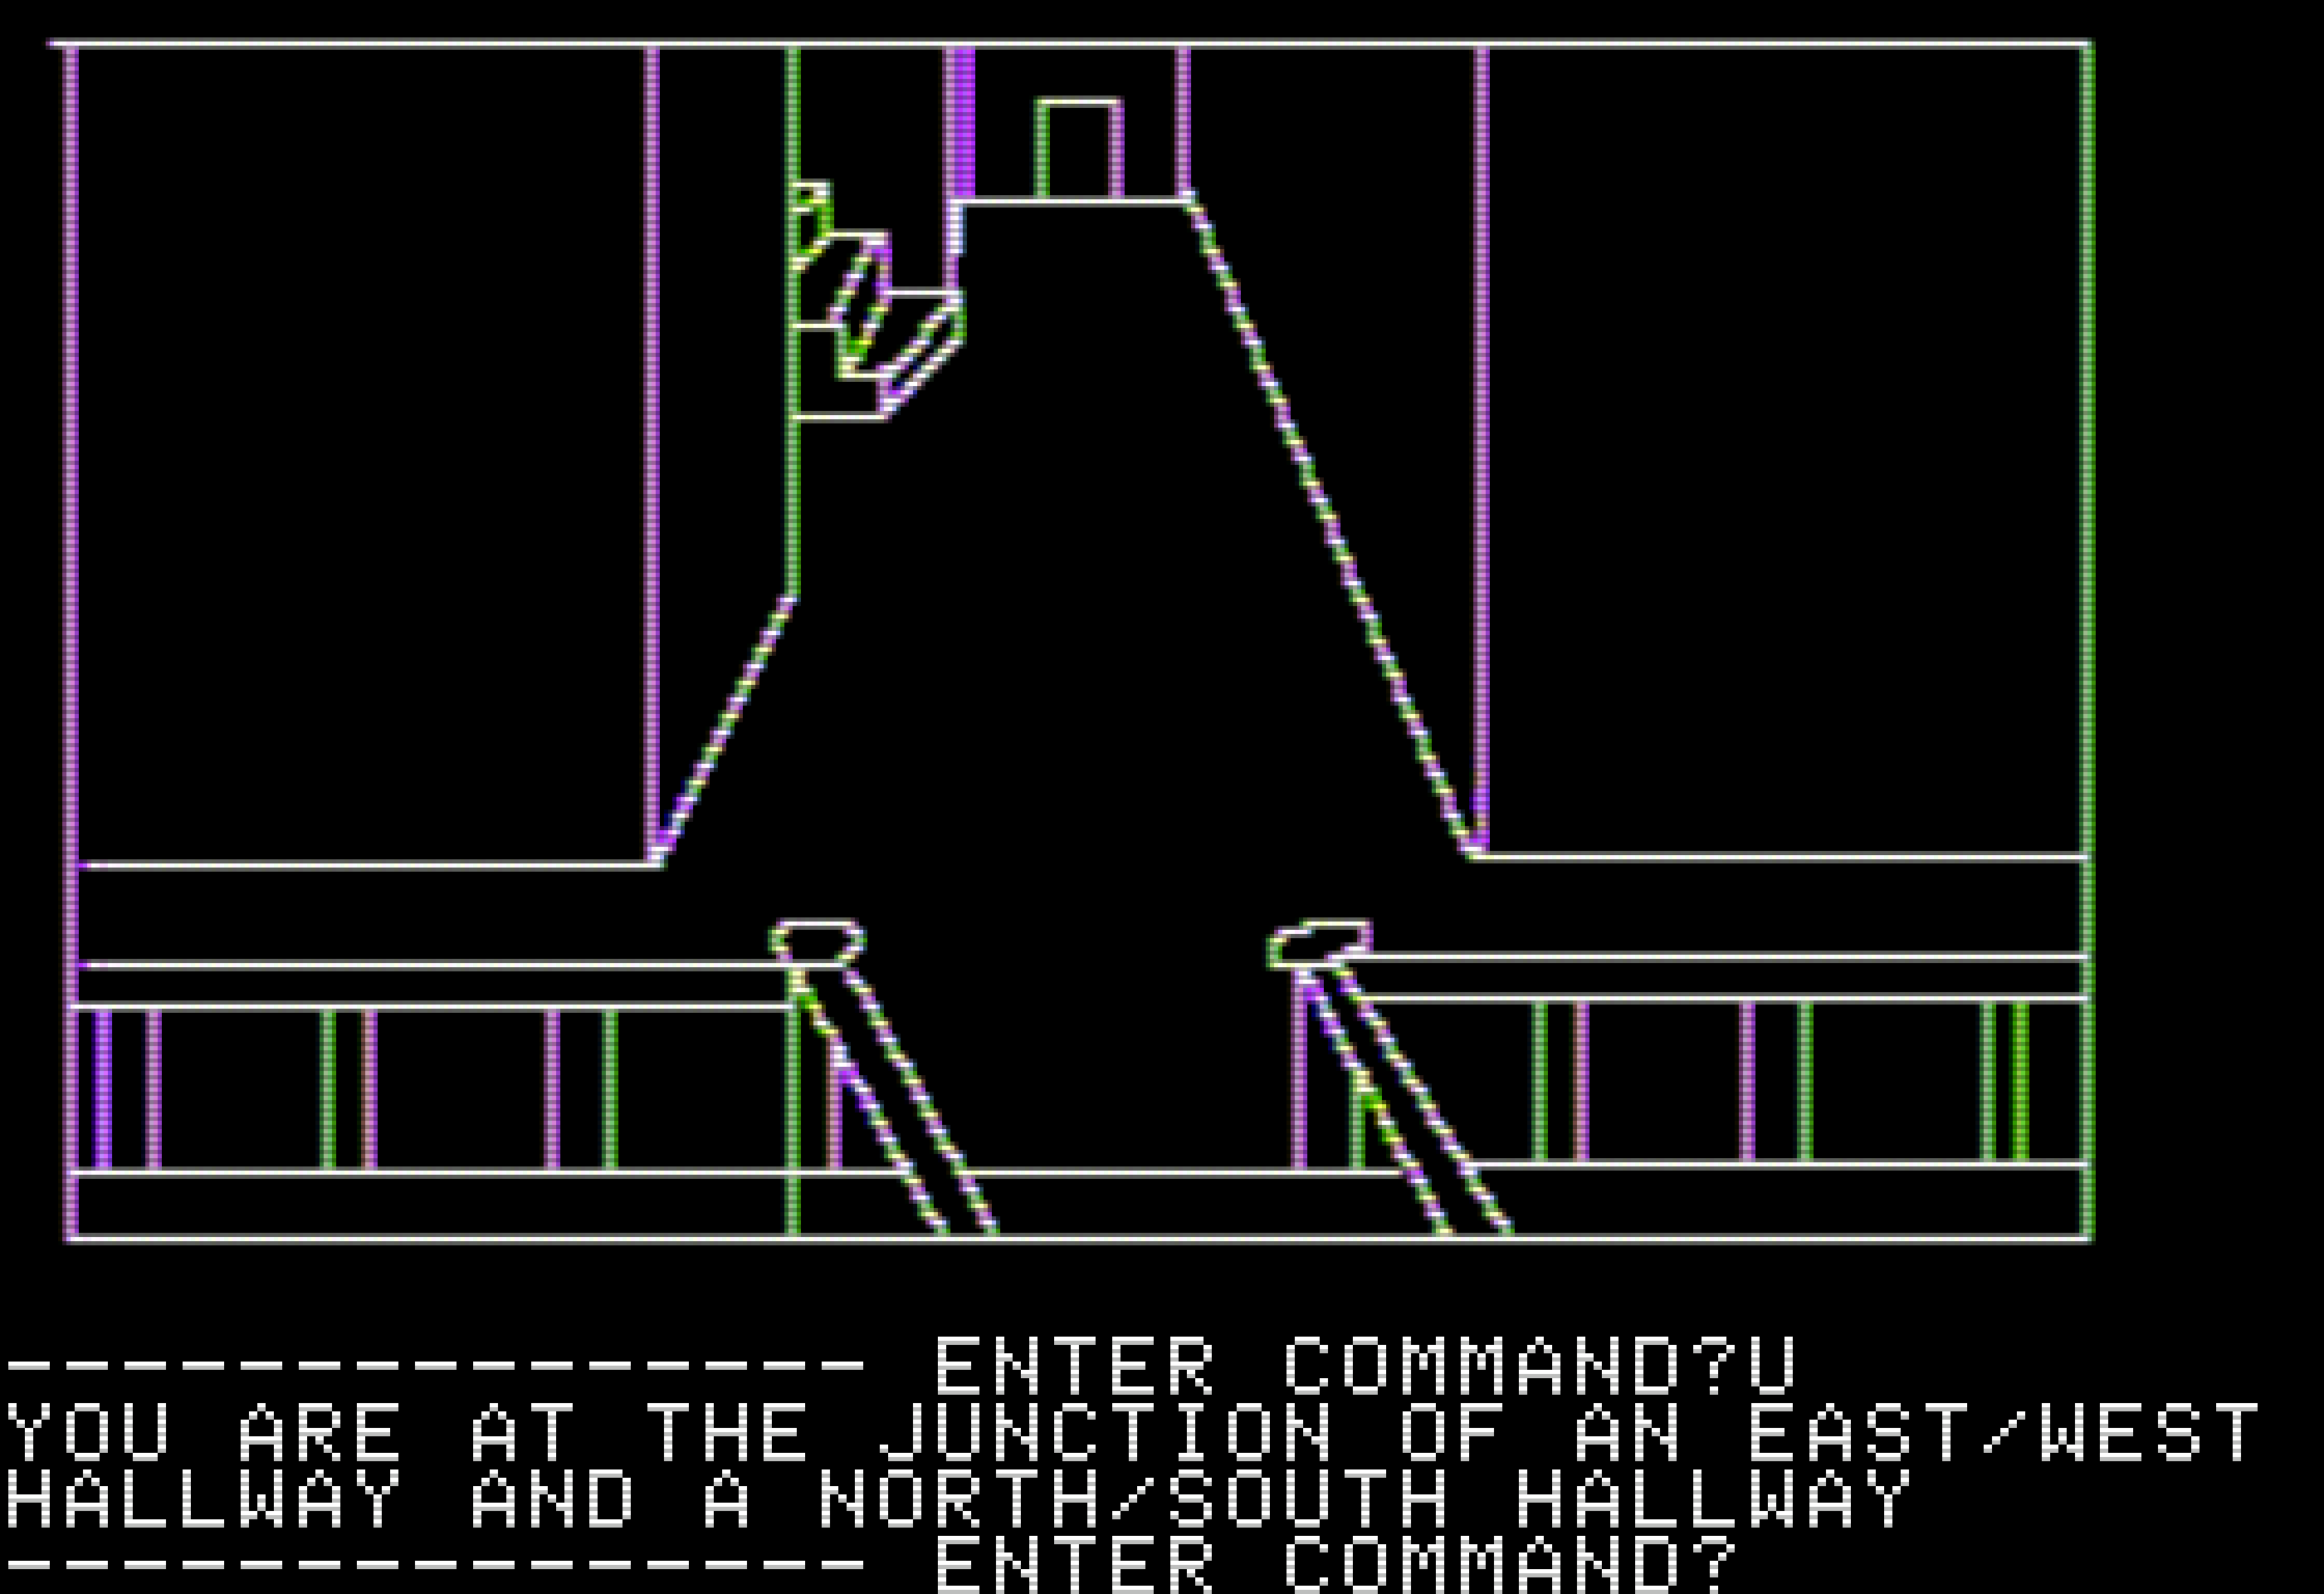 --------------- ENTER COMMAND?U
YOU ARE AT THE JUNCTION OF AN EAST/WEST
HALLWAY AND A NORTH/SOUTH HALLWAY
--------------- ENTER COMMAND?